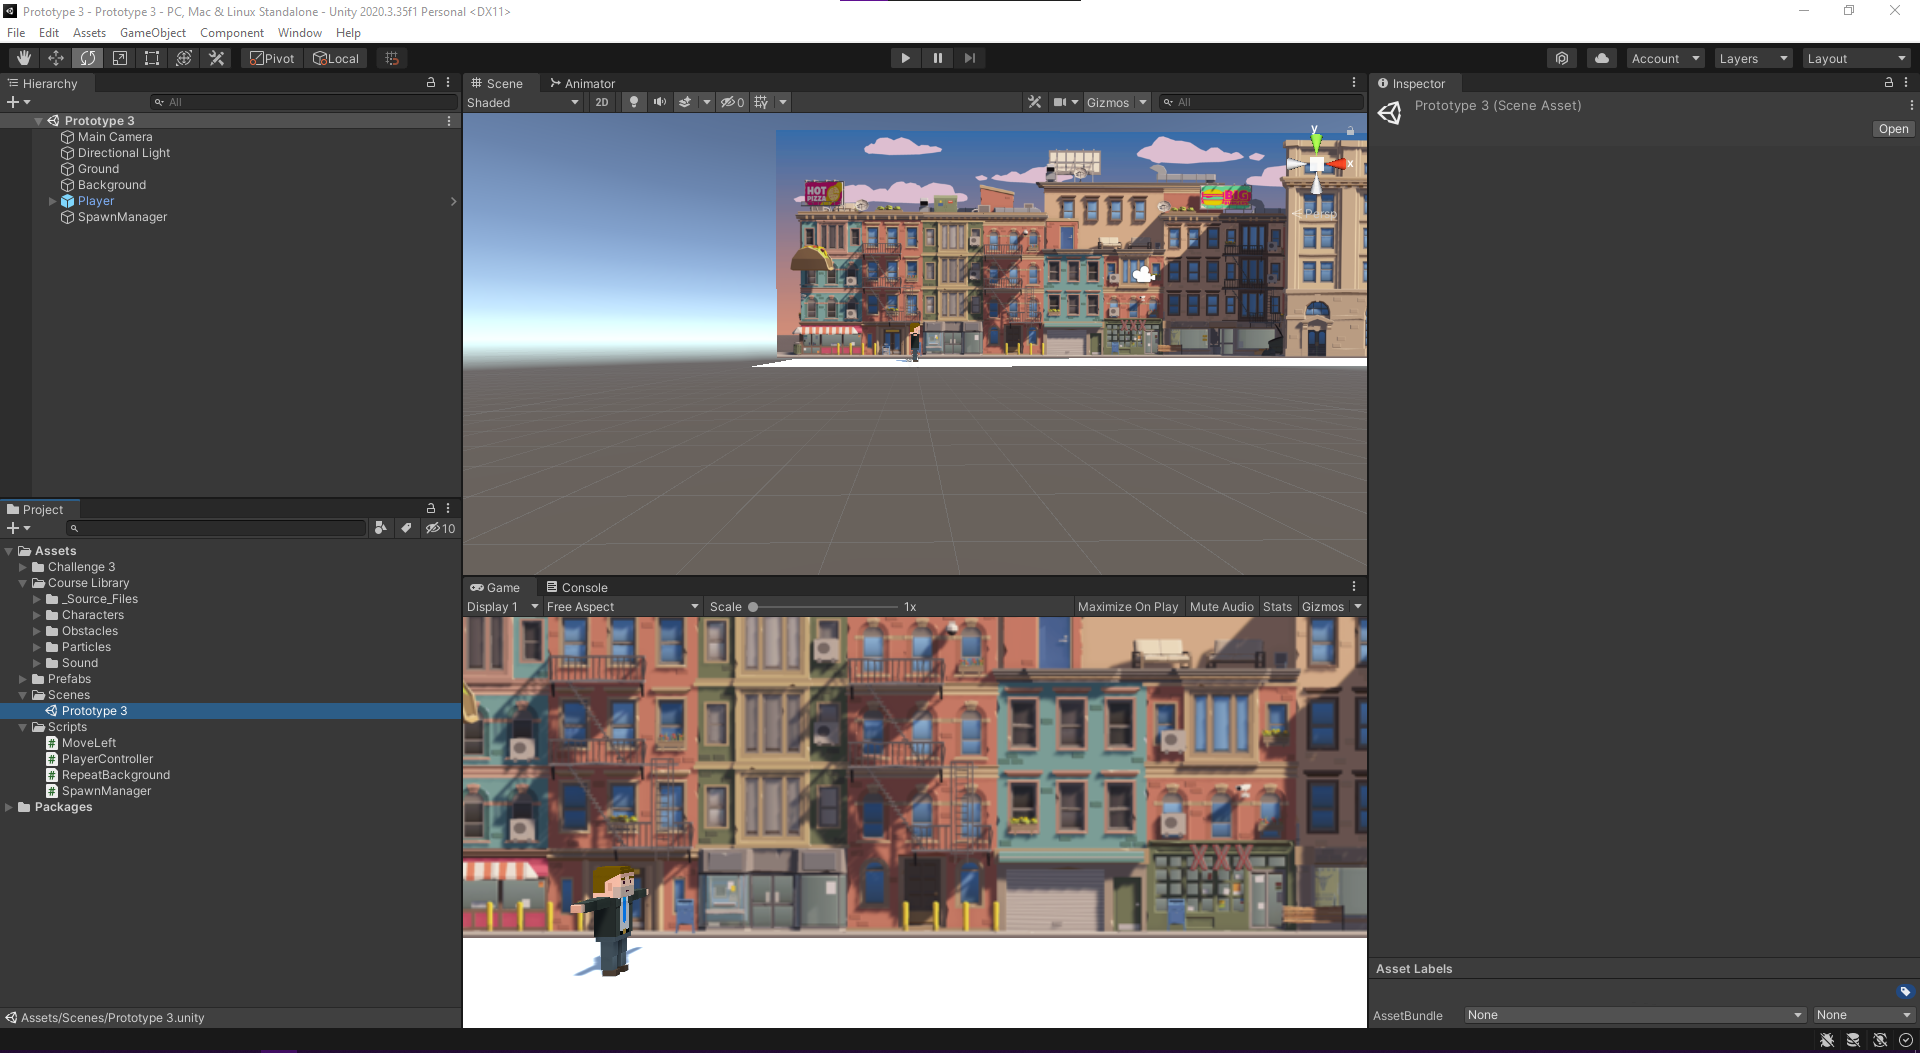 Prototype 3 - Prototype 3 - PC, Mac & Linux Standalone - Unity 2020.3.35f1 Personal <DX11>
File Edit Assets GameObject Component Window Help
Pivot Local Account Layers Layout
Hierarchy
All
Prototype 3
Main Camera
Directional Light
Ground
Background
Player
SpawnManager
Scene Animator
Shaded 2D 0 Gizmos All
y
x
Persp
HOT
PIZZA
BIG
Inspector
Prototype 3 (Scene Asset)
Open
Project
10
Assets
Challenge 3
Course Library
_Source_Files
Characters
Obstacles
Particles
Sound
Prefabs
Scenes
Prototype 3
Scripts
MoveLeft
PlayerController
RepeatBackground
SpawnManager
Packages
Assets/Scenes/Prototype 3.unity
Game Console
Display 1 Free Aspect Scale 1x Maximize On Play Mute Audio Stats Gizmos
XXX
Asset Labels
AssetBundle None None